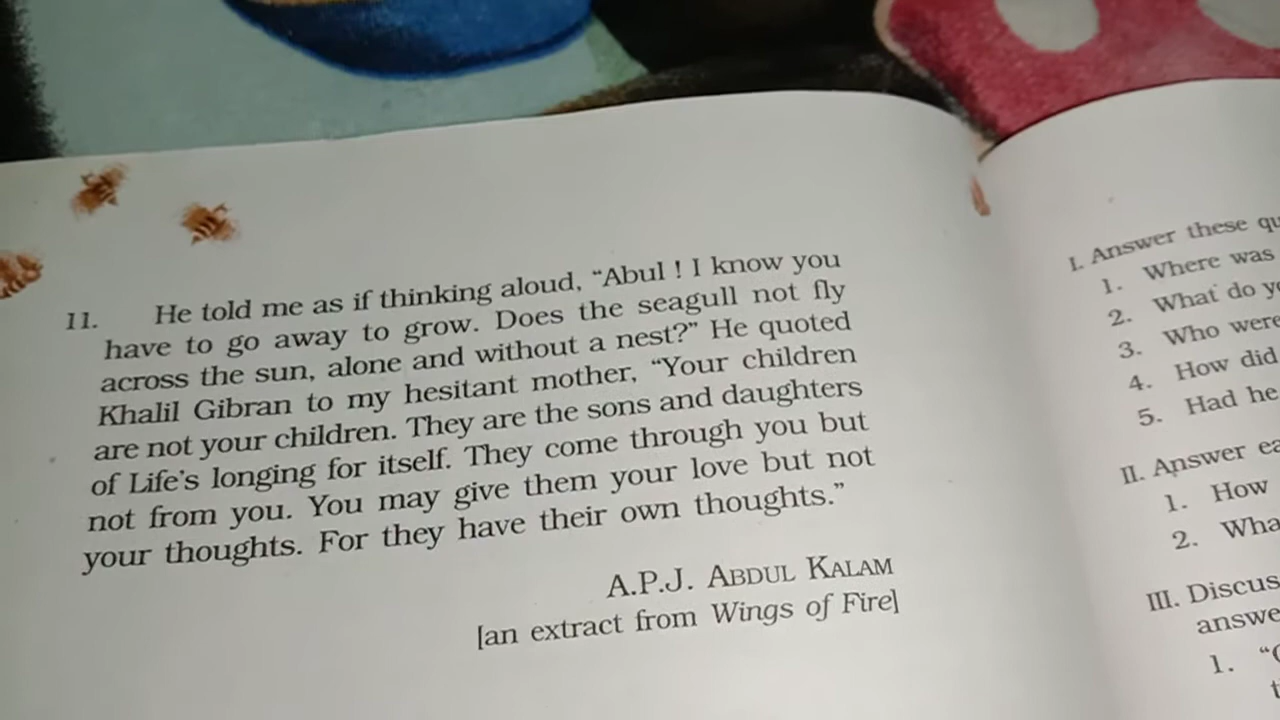 11. He told me as if thinking aloud, “Abul ! I know you
have to go away to grow. Does the seagull not fly
across the sun, alone and without a nest?” He quoted
Khalil Gibran to my hesitant mother, “Your children
are not your children. They are the sons and daughters
of Life’s longing for itself. They come through you but
not from you. You may give them your love but not
your thoughts. For they have their own thoughts.”
A.P.J. ABDUL KALAM
[an extract from Wings of Fire]
I. Answer these
1. Where was
2. What do
3. Who were
4. How did
5. Had he
II. Answer
1. How
2.
III.
1.